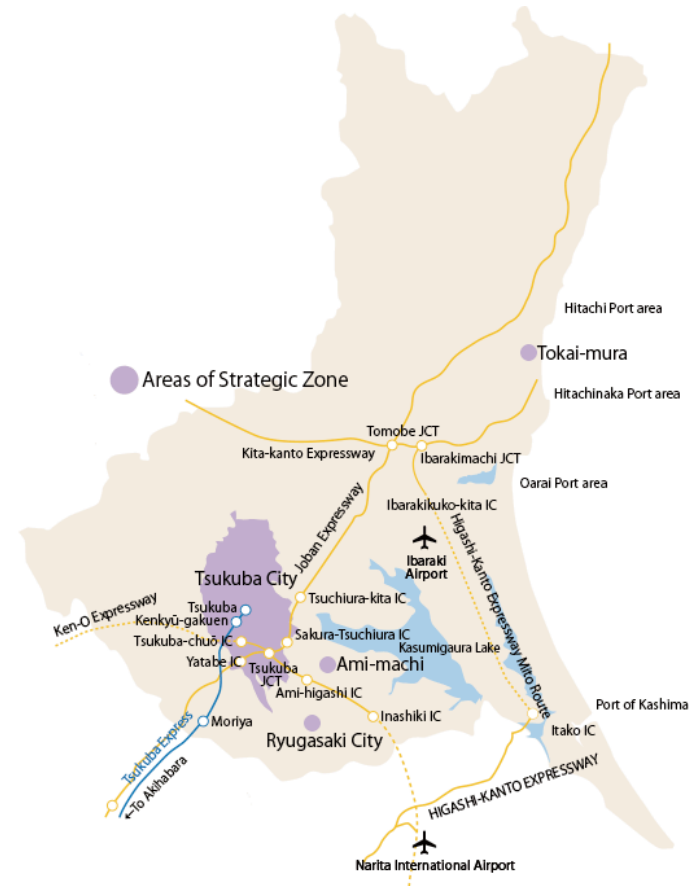 Hitachi Port area
Tokai-mura
Areas of Strategic Zone
Hitachinaka Port area
Tomobe JCT
Kita-kanto Expressway
Ibarakimachi JCT
Oarai Port area
Ibarakikuko-kita IC
Joban Expressway
Higashi-Kanto Expressway Mito Route
Ibaraki
Airport
Tsukuba City
Ken-O Expressway
Tsukuba
Tsuchiura-kita IC
Kenkyū-gakuen
Tsukuba-chuō IC
Sakura-Tsuchiura IC
Kasumigaura Lake
Yatabe IC
Tsukuba
JCT
Ami-machi
Ami-higashi IC
Port of Kashima
Moriya
Inashiki IC
Itako IC
Ryugasaki City
Tsukuba Express
←To Akihabara
HIGASHI-KANTO EXPRESSWAY
Narita International Airport